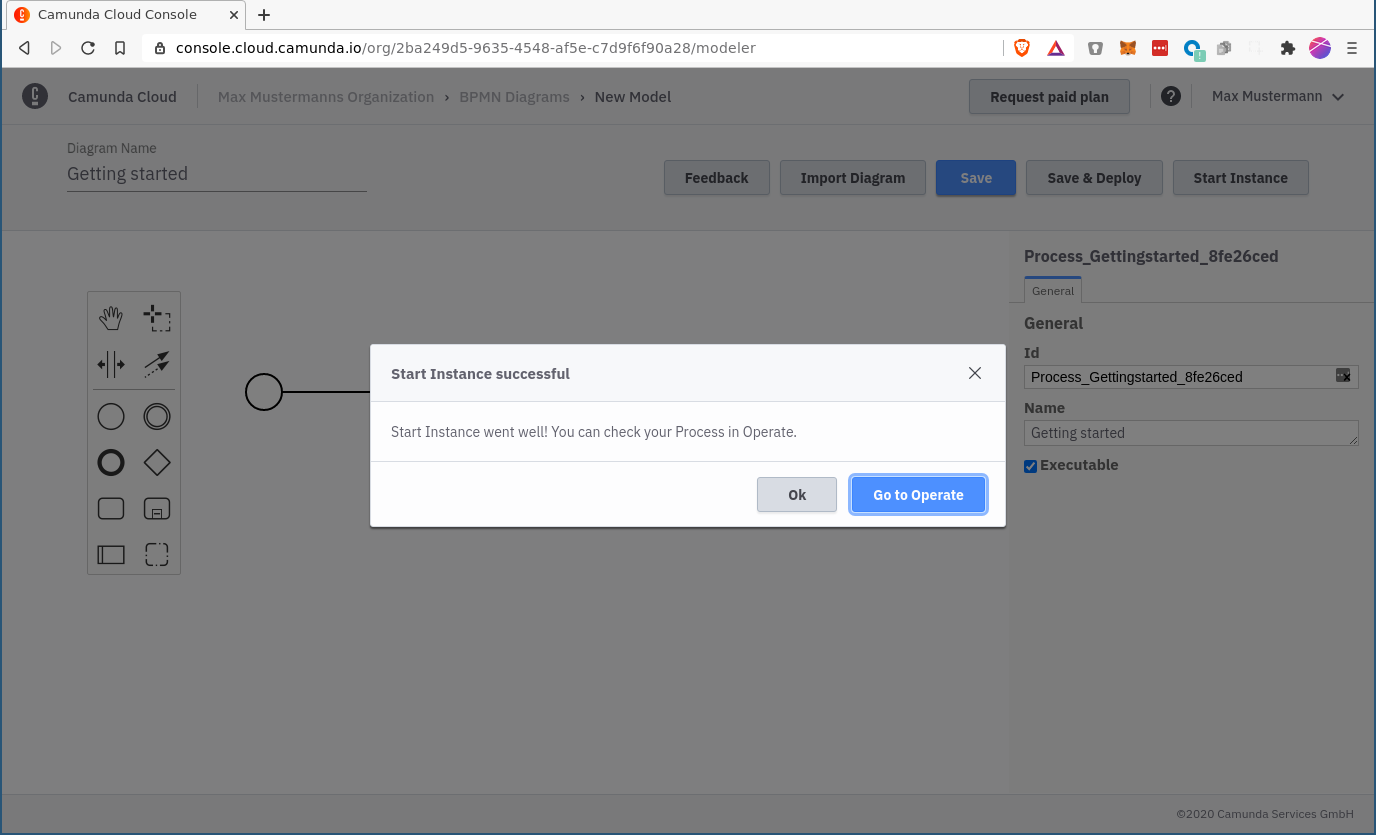 Camunda Cloud Console
console.cloud.camunda.io/org/2ba249d5-9635-4548-af5e-c7d9f6f90a28/modeler
Camunda Cloud
Max Mustermanns Organization › BPMN Diagrams › New Model
Request paid plan
?
Max Mustermann
Diagram Name
Getting started
Feedback
Import Diagram
Save
Save & Deploy
Start Instance
Process_Gettingstarted_8fe26ced
General
General
Id
Process_Gettingstarted_8fe26ced
Name
Getting started
Executable
Start Instance successful
Start Instance went well! You can check your Process in Operate.
Ok
Go to Operate
©2020 Camunda Services GmbH